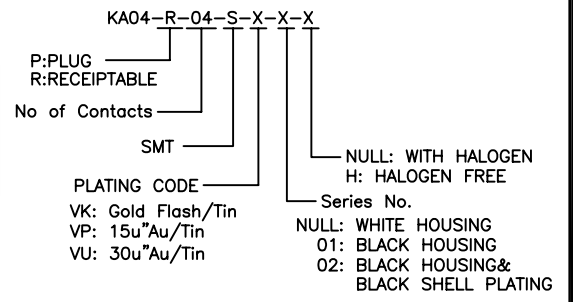 KA04-R-04-S-X-X-X
P:PLUG
R:RECEIPTABLE
No of Contacts
SMT
NULL: WITH HALOGEN
H: HALOGEN FREE
PLATING CODE
VK: Gold Flash/Tin
VP: 15u"Au/Tin
VU: 30u"Au/Tin
Series No.
NULL: WHITE HOUSING
01: BLACK HOUSING
02: BLACK HOUSING&
BLACK SHELL PLATING